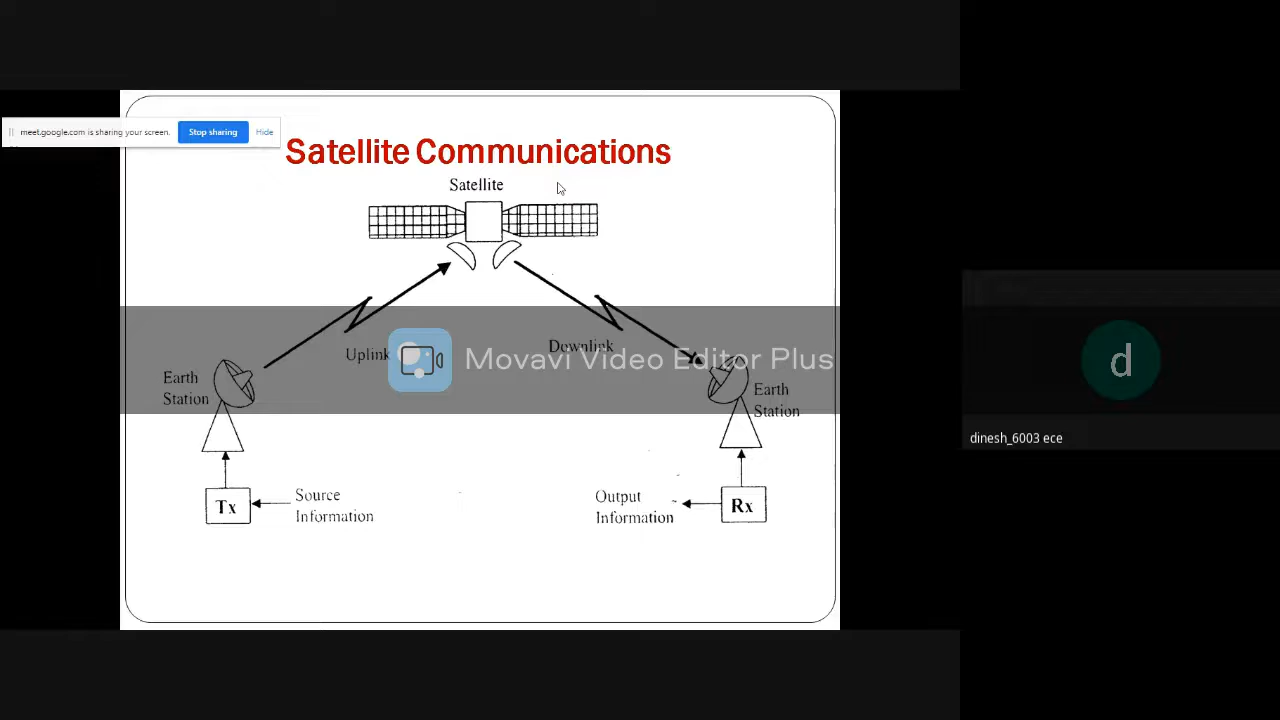 meet.google.com is sharing your screen.
Stop sharing
Hide
Satellite Communications
Satellite
Uplink
Downlink
Movavi Video Editor Plus
Earth
Station
Earth
Station
d
dinesh_6003 ece
Tx
Source
Information
Output
Information
Rx